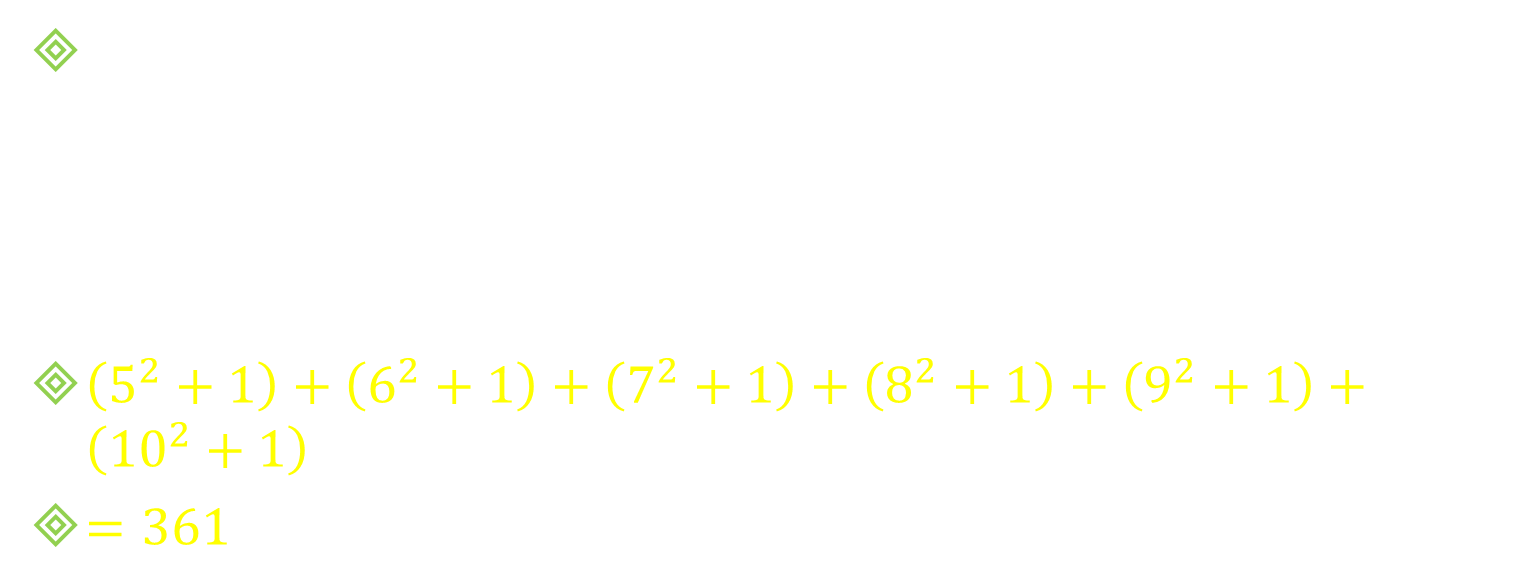 (5² + 1) + (6² + 1) + (7² + 1) + (8² + 1) + (9² + 1) +
(10² + 1)
= 361